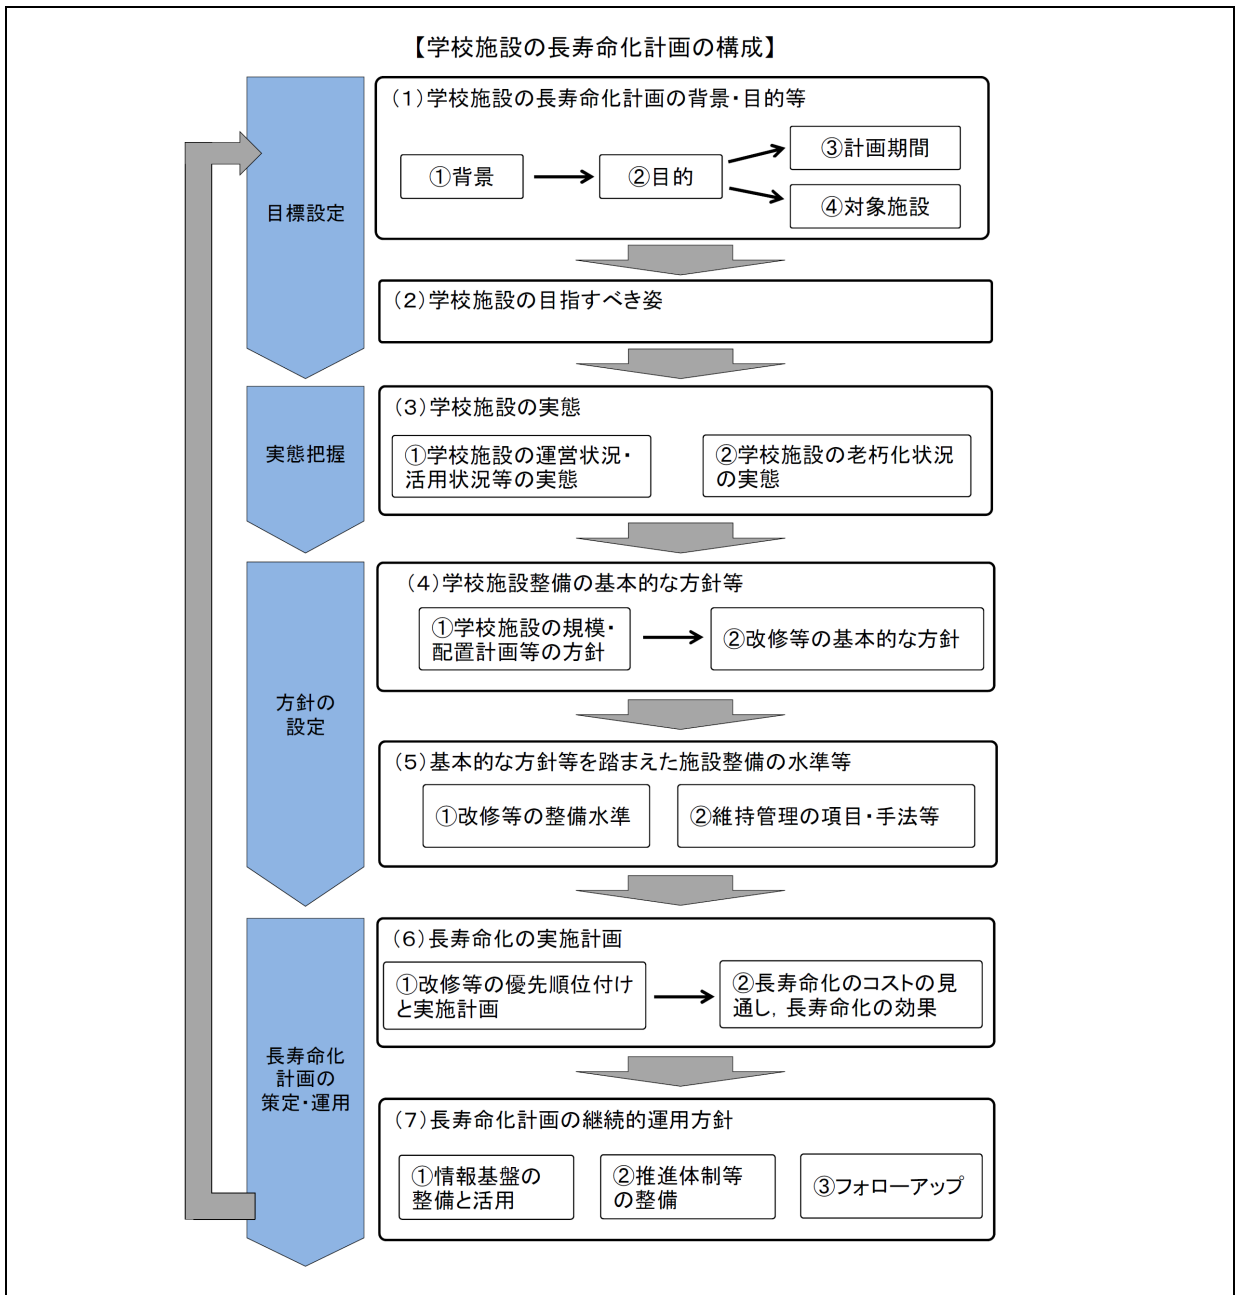 【学校施設の長寿命化計画の構成】
目標設定
(1)学校施設の長寿命化計画の背景・目的等
①背景
②目的
③計画期間
④対象施設
(2)学校施設の目指すべき姿
実態把握
(3)学校施設の実態
①学校施設の運営状況・
活用状況等の実態
②学校施設の老朽化状況
の実態
方針の
設定
(4)学校施設整備の基本的な方針等
①学校施設の規模・
配置計画等の方針
②改修等の基本的な方針
(5)基本的な方針等を踏まえた施設整備の水準等
①改修等の整備水準
②維持管理の項目・手法等
長寿命化
計画の
策定・運用
(6)長寿命化の実施計画
①改修等の優先順位付け
と実施計画
②長寿命化のコストの見
通し，長寿命化の効果
(7)長寿命化計画の継続的運用方針
①情報基盤の
整備と活用
②推進体制等
の整備
③フォローアップ